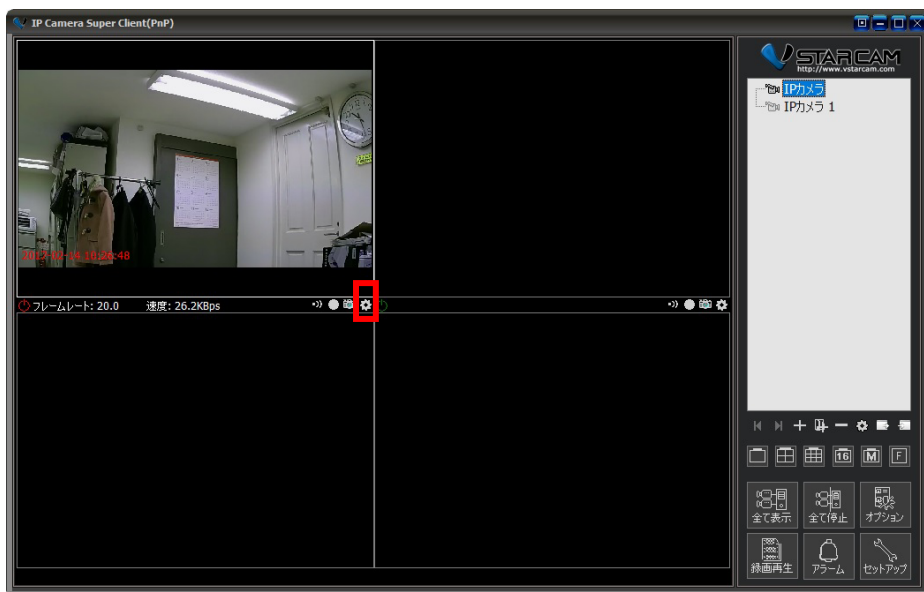 IP Camera Super Client(PnP)
VSTARCAM
http://www.vstarcam.com
IPカメラ
IPカメラ 1
2017-02-14 16:26:48
フレームレート: 20.0 速度: 26.2KBps
16 M F
全て表示 全て停止 オプション
録画再生 アラーム セットアップ